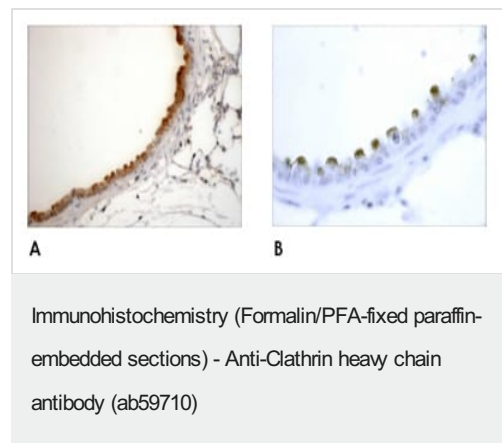 A B
Immunohistochemistry (Formalin/PFA-fixed paraffin-
embedded sections) - Anti-Clathrin heavy chain
antibody (ab59710)